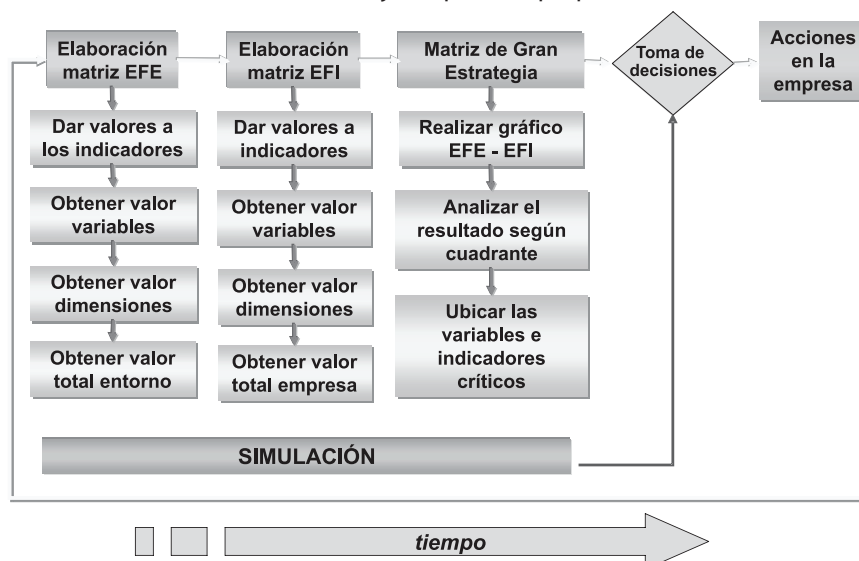 Elaboración
matriz EFE
Dar valores a
los indicadores
Obtener valor
variables
Obtener valor
dimensiones
Obtener valor
total entorno
Elaboración
matriz EFI
Dar valores a
indicadores
Obtener valor
variables
Obtener valor
dimensiones
Obtener valor
total empresa
Matriz de Gran
Estrategia
Realizar gráfico
EFE - EFI
Analizar el
resultado según
cuadrante
Ubicar las
variables e
indicadores
críticos
Toma de
decisiones
Acciones
en la
empresa
SIMULACIÓN
tiempo